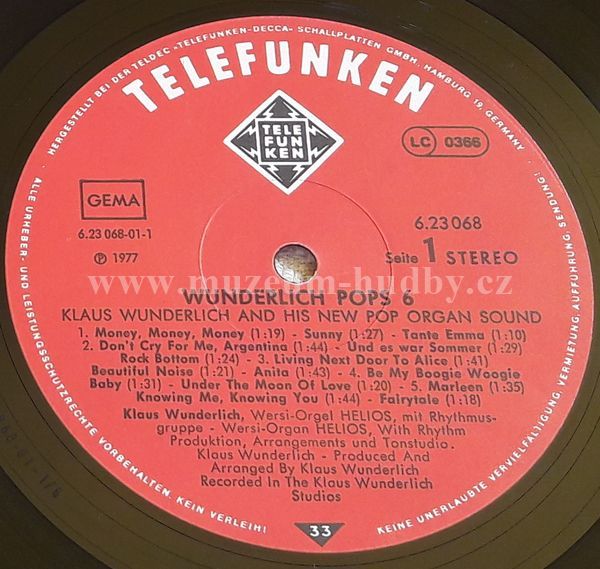 HERGESTELLT BEI DER TELDEC »TELEFUNKEN-DECCA« SCHALLPLATTEN GMBH, HAMBURG 19, GERMANY ·
TELEFUNKEN
TELE
FUN
KEN
LC 0366
GEMA
6.23 068-01-1
℗ 1977
6.23068
Seite 1 STEREO
www.muzeum-hudby.cz
WUNDERLICH POPS 6
KLAUS WUNDERLICH AND HIS NEW POP ORGAN SOUND
1. Money, Money, Money (1:19) - Sunny (1:27) - Tante Emma (1:10)
2. Don't Cry For Me, Argentina (1:44) - Und es war Sommer (1:29)
Rock Bottom (1:24) - 3. Living Next Door To Alice (1:41)
Beautiful Noise (1:21) - Anita (1:43) - 4. Be My Boogie Woogie
Baby (1:31) - Under The Moon Of Love (1:20) - 5. Marleen (1:35)
Knowing Me, Knowing You (1:44) - Fairytale (1:18)
Klaus Wunderlich, Wersi-Orgel HELIOS, mit Rhythmus-
gruppe - Wersi-Organ HELIOS, With Rhythm
Produktion, Arrangements und Tonstudio.
Klaus Wunderlich - Produced And
Arranged By Klaus Wunderlich
Recorded In The Klaus Wunderlich
Studios
33
ALLE URHEBER- UND LEISTUNGSSCHUTZRECHTE VORBEHALTEN. KEIN VERLEIH!
KEINE UNERLAUBTE VERVIELFÄLTIGUNG, VERMIETUNG, AUFFÜHRUNG, SENDUNG!